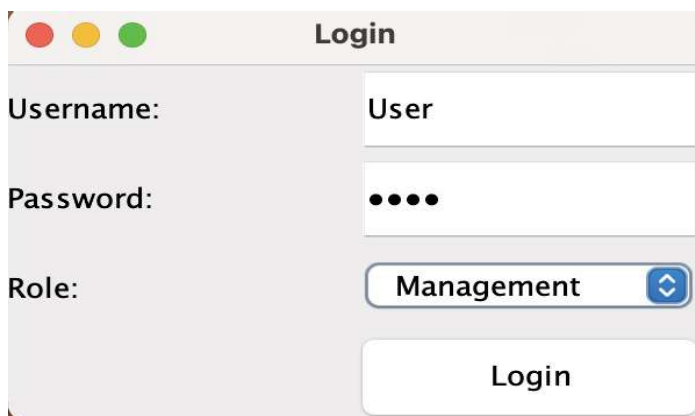 Login
Username: User
Password: ••••
Role: Management
Login